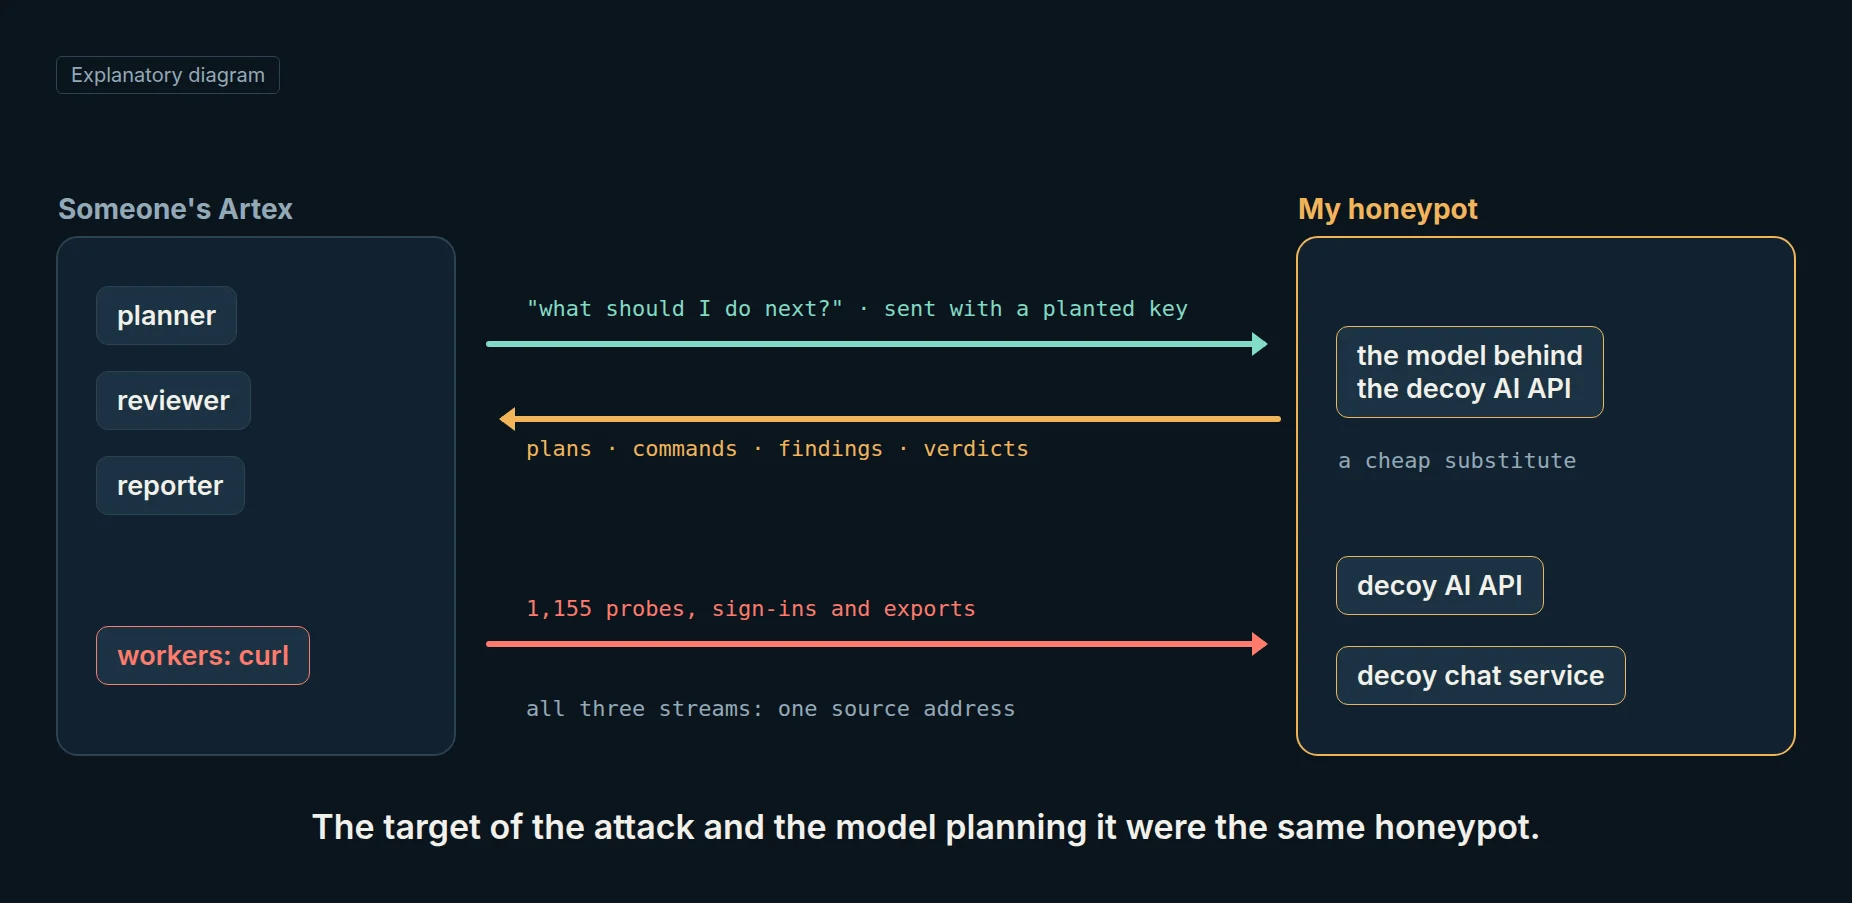 Explanatory diagram
Someone's Artex
My honeypot
planner
reviewer
reporter
workers: curl
"what should I do next?" · sent with a planted key
plans · commands · findings · verdicts
1,155 probes, sign-ins and exports
all three streams: one source address
the model behind
the decoy AI API
a cheap substitute
decoy AI API
decoy chat service
The target of the attack and the model planning it were the same honeypot.